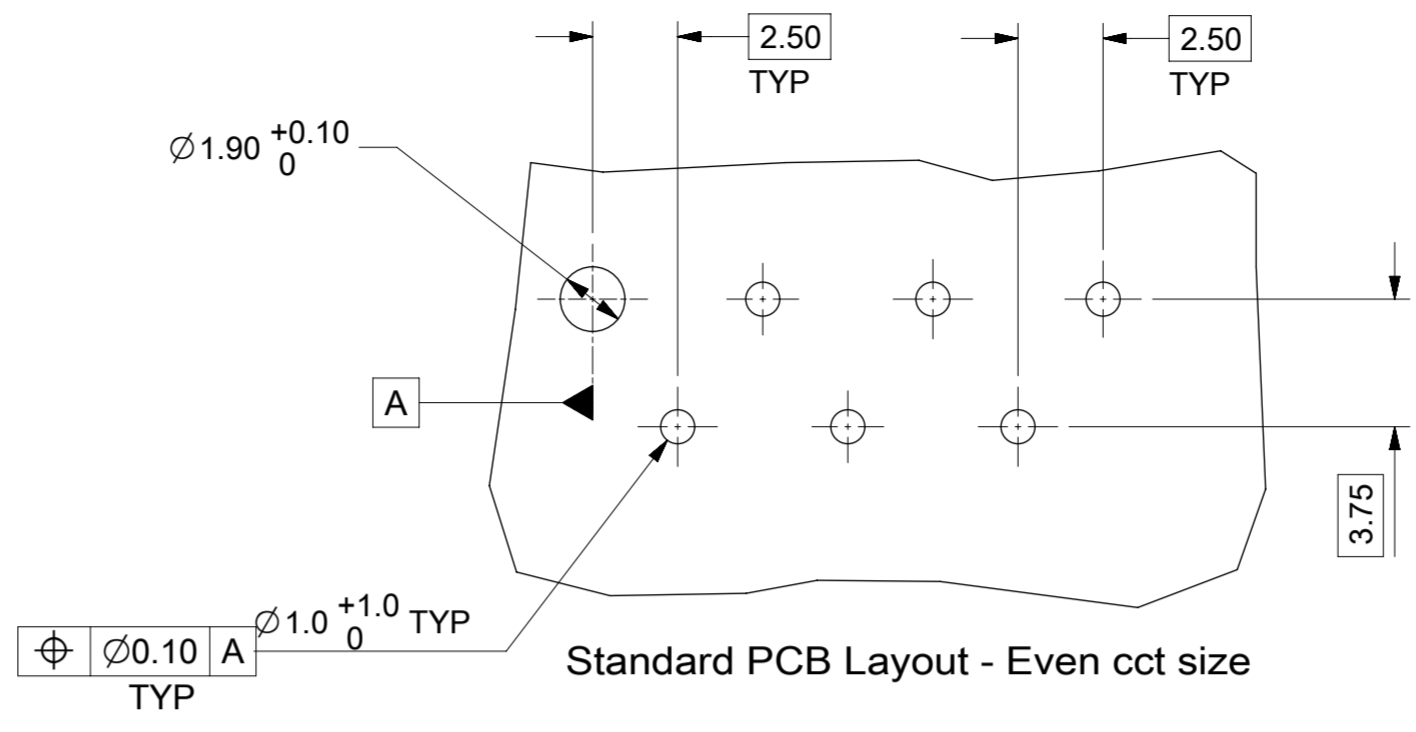 2.50
TYP
2.50
TYP
∅1.90 +0.10
0
A
3.75
∅1.0 +1.0 TYP
0
⌖ ∅0.10 A
TYP
Standard PCB Layout - Even cct size